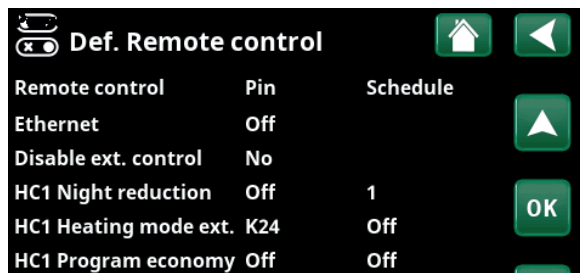 Def. Remote control
Remote control Pin Schedule
Ethernet Off
Disable ext. control No
HC1 Night reduction Off 1
OK
HC1 Heating mode ext. K24 Off
HC1 Program economy Off Off